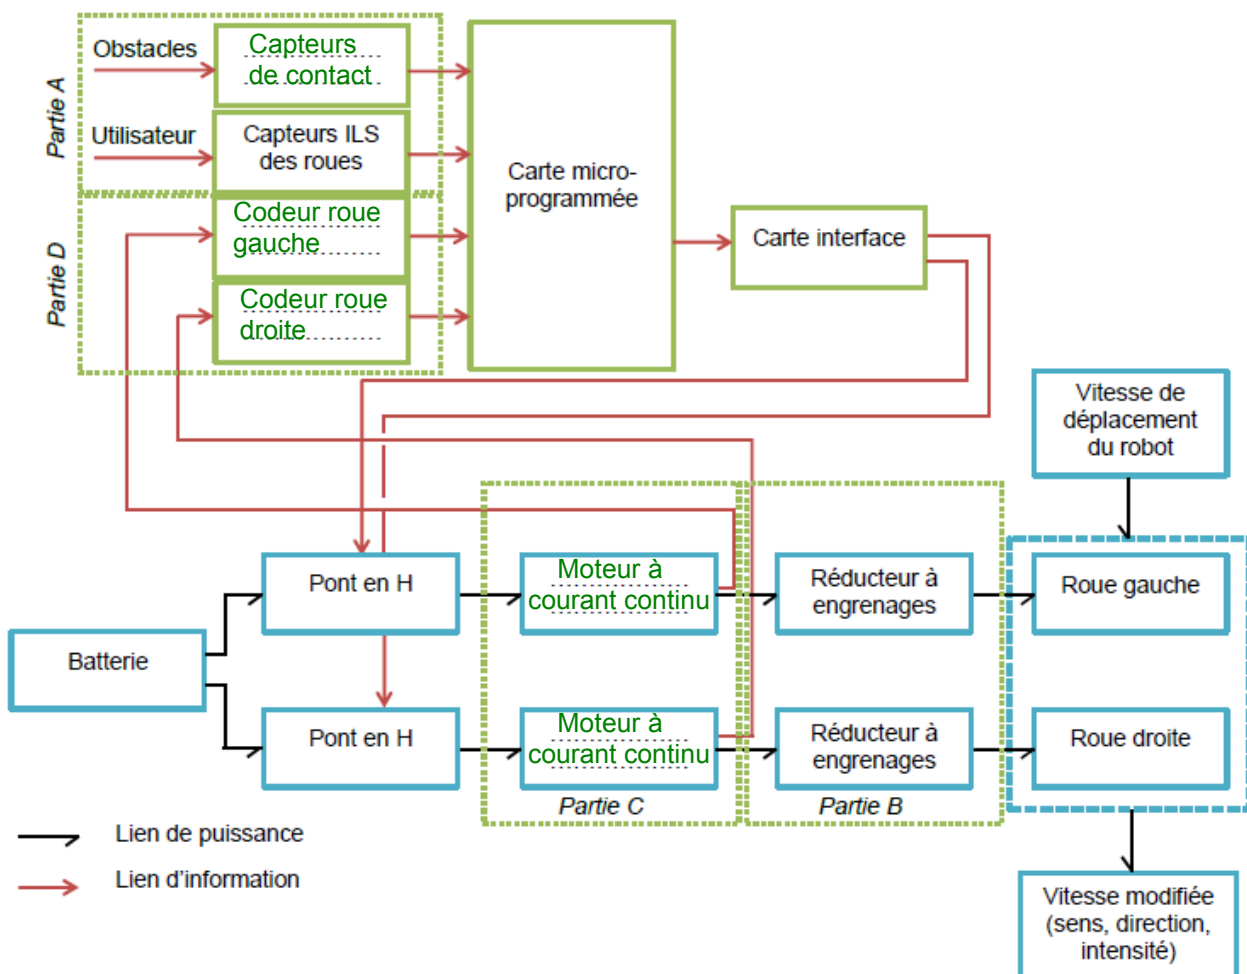 Partie A
Obstacles
Capteurs
de contact
Utilisateur
Capteurs ILS
des roues
Carte micro-
programmée
Partie D
Codeur roue
gauche
Codeur roue
droite
Carte interface
Vitesse de
déplacement
du robot
Batterie
Pont en H
Moteur à
courant continu
Réducteur à
engrenages
Roue gauche
Pont en H
Moteur à
courant continu
Réducteur à
engrenages
Roue droite
Partie C
Partie B
Lien de puissance
Lien d'information
Vitesse modifiée
(sens, direction,
intensité)